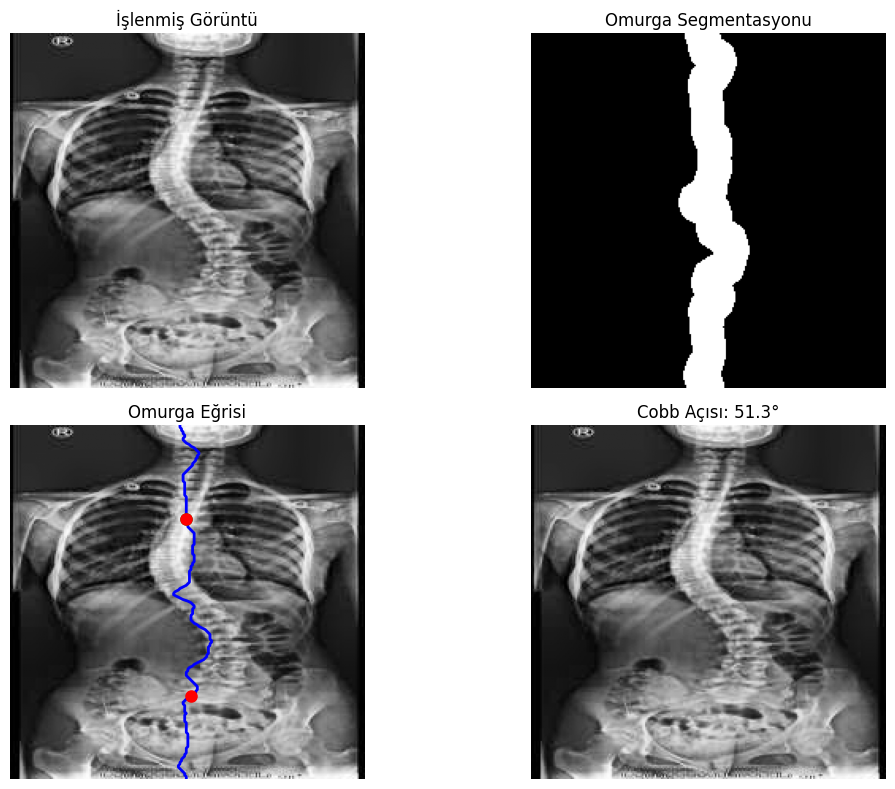 İşlenmiş Görüntü
Omurga Segmentasyonu
R
Omurga Eğrisi
Cobb Açısı: 51.3°
R
R